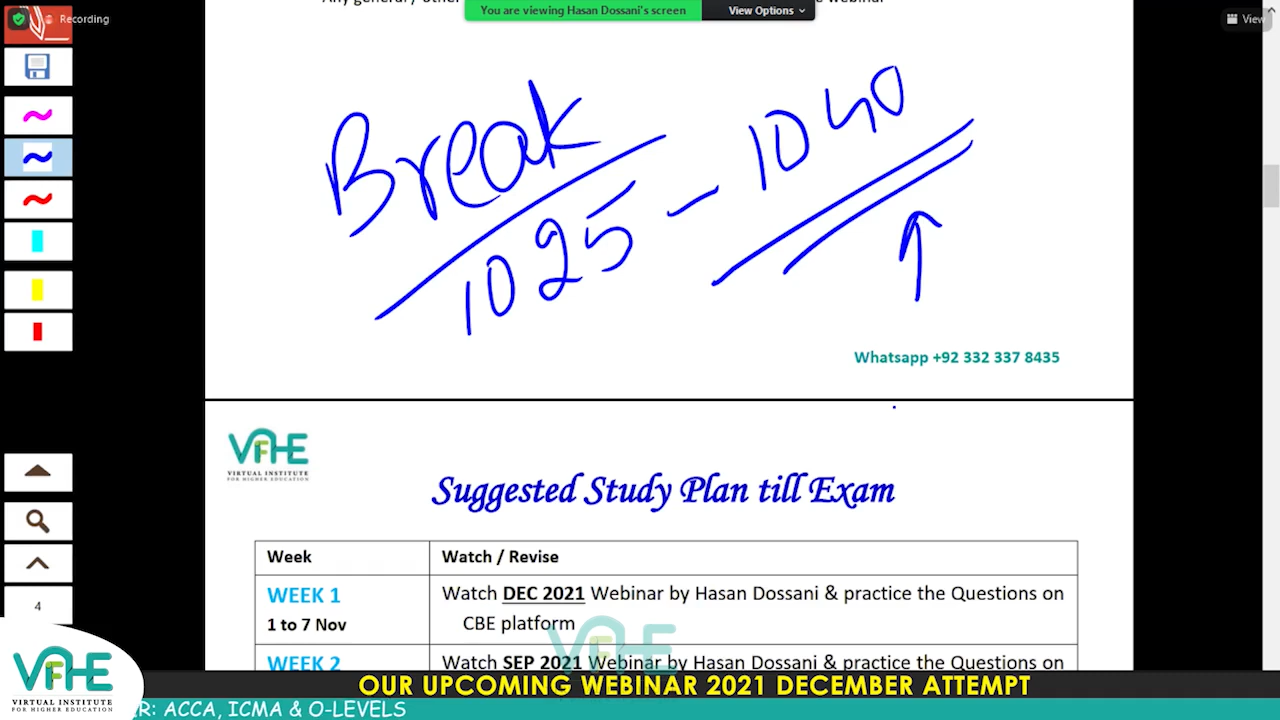 Recording
You are viewing Hasan Dossani's screen
View Options
View
Break
1025 - 1040
Whatsapp +92 332 337 8435
VIFHE
VIRTUAL INSTITUTE
FOR HIGHER EDUCATION
Suggested Study Plan till Exam
Week
Watch / Revise
WEEK 1
1 to 7 Nov
Watch DEC 2021 Webinar by Hasan Dossani & practice the Questions on
CBE platform
WEEK 2
Watch SEP 2021 Webinar by Hasan Dossani & practice the Questions on
4
VIFHE
VIFHE
VIRTUAL INSTITUTE
FOR HIGHER EDUCATION
OUR UPCOMING WEBINAR 2021 DECEMBER ATTEMPT
R: ACCA, ICMA & O-LEVELS